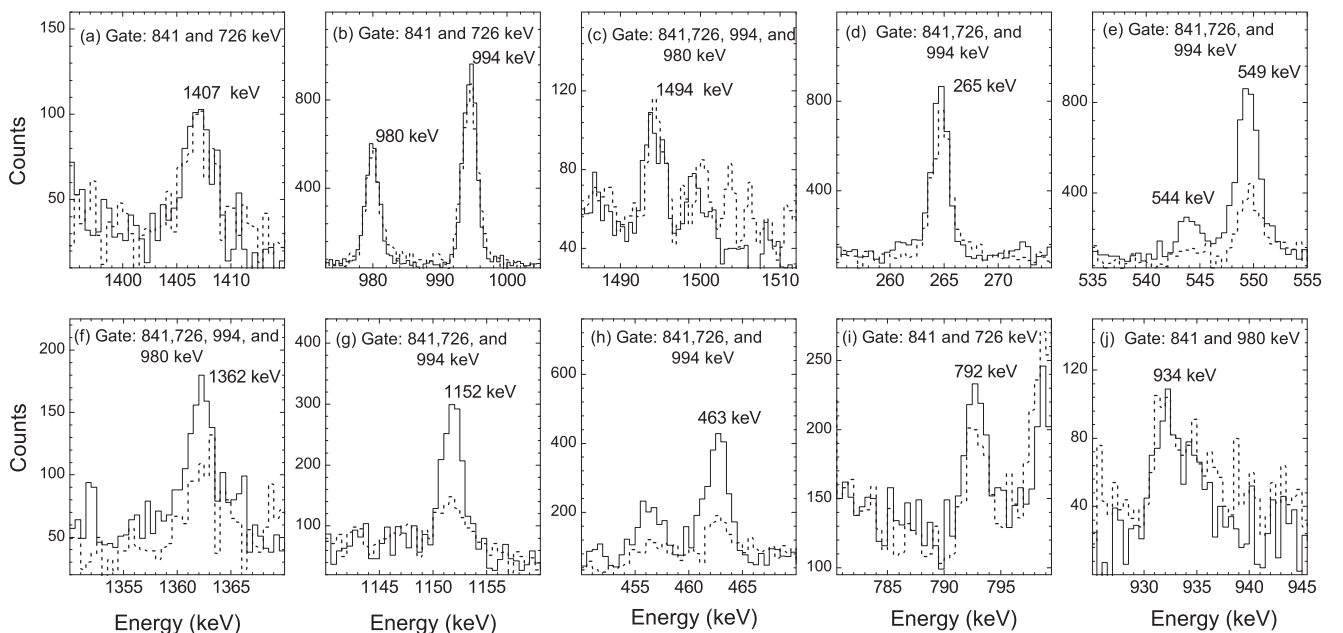 (a) Gate: 841 and 726 keV
1407 keV
160
100
50
1400
1410
Counts
(b) Gate: 841 and 726 keV
994 keV
980 keV
800
400
980
990
1000
(c) Gate: 841,726, 994, and
980 keV
1494 keV
120
80
40
1490
1500
1510
(d) Gate: 841,726, and
994 keV
265 keV
800
400
260
270
(e) Gate: 841,726, and
994 keV
549 keV
544 keV
800
400
0
535
540
545
550
555
(f) Gate: 841,726, 994, and
980 keV
1362 keV
200
150
100
50
1355
1360
1365
Counts
Energy (keV)
(g) Gate: 841,726, and
994 keV
1152 keV
400
300
200
100
1145
1150
1155
Energy (keV)
(h) Gate: 841,726, and
994 keV
463 keV
600
400
200
455
460
465
Energy (keV)
(i) Gate: 841 and 726 keV
792 keV
250
200
150
100
785
790
795
Energy (keV)
(j) Gate: 841 and 980 keV
934 keV
120
80
40
930
935
940
945
Energy (keV)